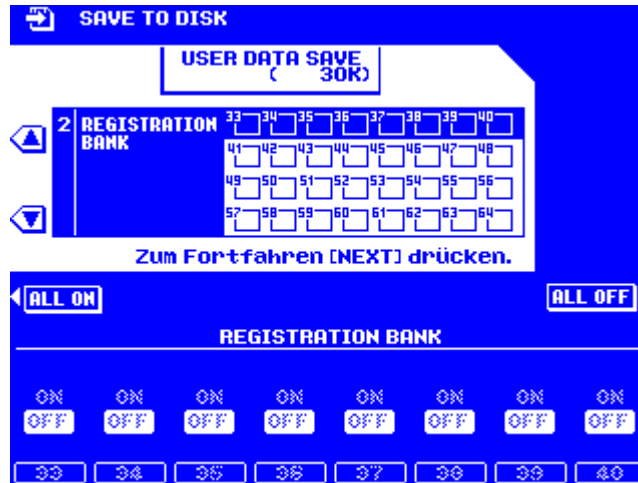 SAVE TO DISK
USER DATA SAVE
( 30K)
2 REGISTRATION BANK
33 34 35 36 37 38 39 40
41 42 43 44 45 46 47 48
49 50 51 52 53 54 55 56
57 58 59 60 61 62 63 64
Zum Fortfahren [NEXT] drücken.
ALL ON
ALL OFF
REGISTRATION BANK
ON ON ON ON ON ON ON ON
OFF OFF OFF OFF OFF OFF OFF OFF
33 34 35 36 37 38 39 40